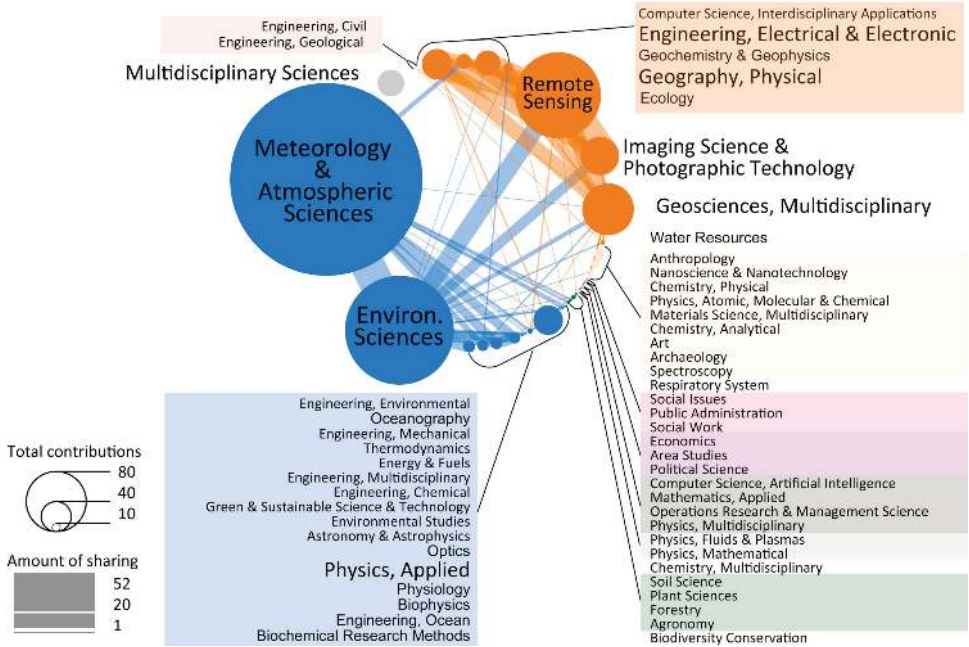 Engineering, Civil
Engineering, Geological
Multidisciplinary Sciences
Computer Science, Interdisciplinary Applications
Engineering, Electrical & Electronic
Geochemistry & Geophysics
Geography, Physical
Ecology
Remote
Sensing
Meteorology
&
Atmospheric
Sciences
Imaging Science &
Photographic Technology
Geosciences, Multidisciplinary
Environ.
Sciences
Water Resources
Anthropology
Nanoscience & Nanotechnology
Chemistry, Physical
Physics, Atomic, Molecular & Chemical
Materials Science, Multidisciplinary
Chemistry, Analytical
Art
Archaeology
Spectroscopy
Respiratory System
Social Issues
Public Administration
Social Work
Economics
Area Studies
Political Science
Computer Science, Artificial Intelligence
Mathematics, Applied
Operations Research & Management Science
Physics, Multidisciplinary
Physics, Fluids & Plasmas
Physics, Mathematical
Chemistry, Multidisciplinary
Soil Science
Plant Sciences
Forestry
Agronomy
Biodiversity Conservation
Engineering, Environmental
Oceanography
Engineering, Mechanical
Thermodynamics
Energy & Fuels
Engineering, Multidisciplinary
Engineering, Chemical
Green & Sustainable Science & Technology
Environmental Studies
Astronomy & Astrophysics
Optics
Physics, Applied
Physiology
Biophysics
Engineering, Ocean
Biochemical Research Methods
Total contributions
80
40
10
Amount of sharing
52
20
1